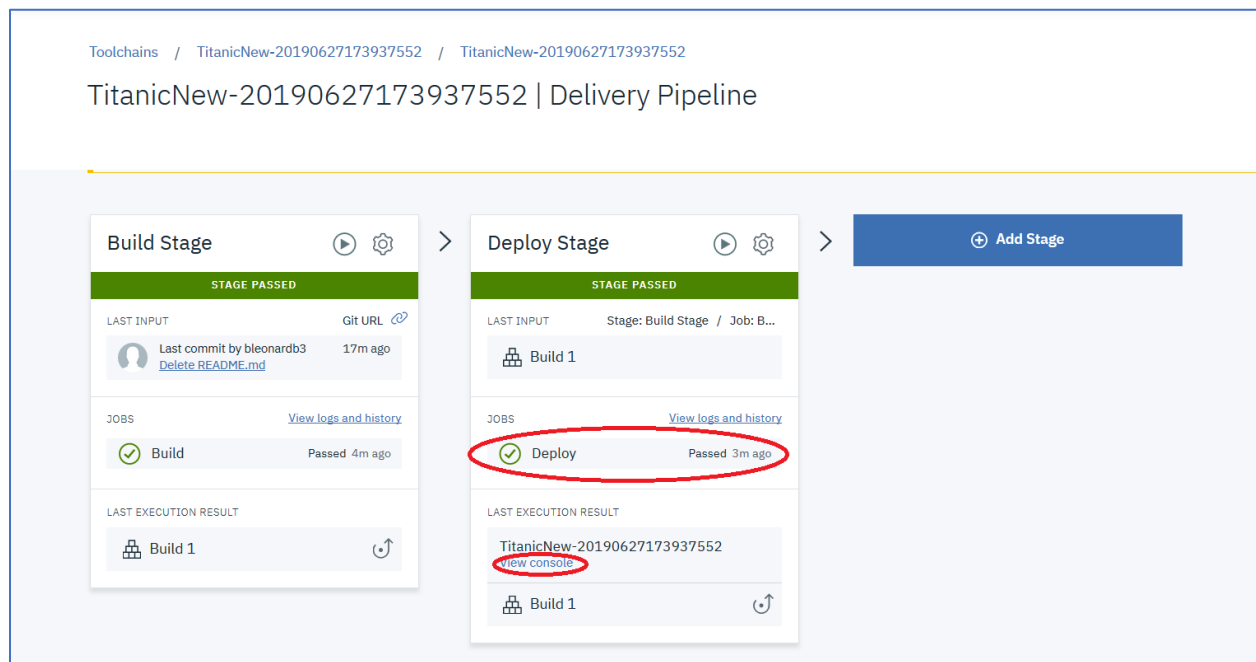 Toolchains / TitanicNew-20190627173937552 / TitanicNew-20190627173937552
TitanicNew-20190627173937552 | Delivery Pipeline
Build Stage
STAGE PASSED
LAST INPUT Git URL
Last commit by bleonardb3 17m ago
Delete README.md
JOBS View logs and history
Build Passed 4m ago
LAST EXECUTION RESULT
Build 1
Deploy Stage
STAGE PASSED
LAST INPUT Stage: Build Stage / Job: B...
Build 1
JOBS View logs and history
Deploy Passed 3m ago
LAST EXECUTION RESULT
TitanicNew-20190627173937552
View console
Build 1
Add Stage